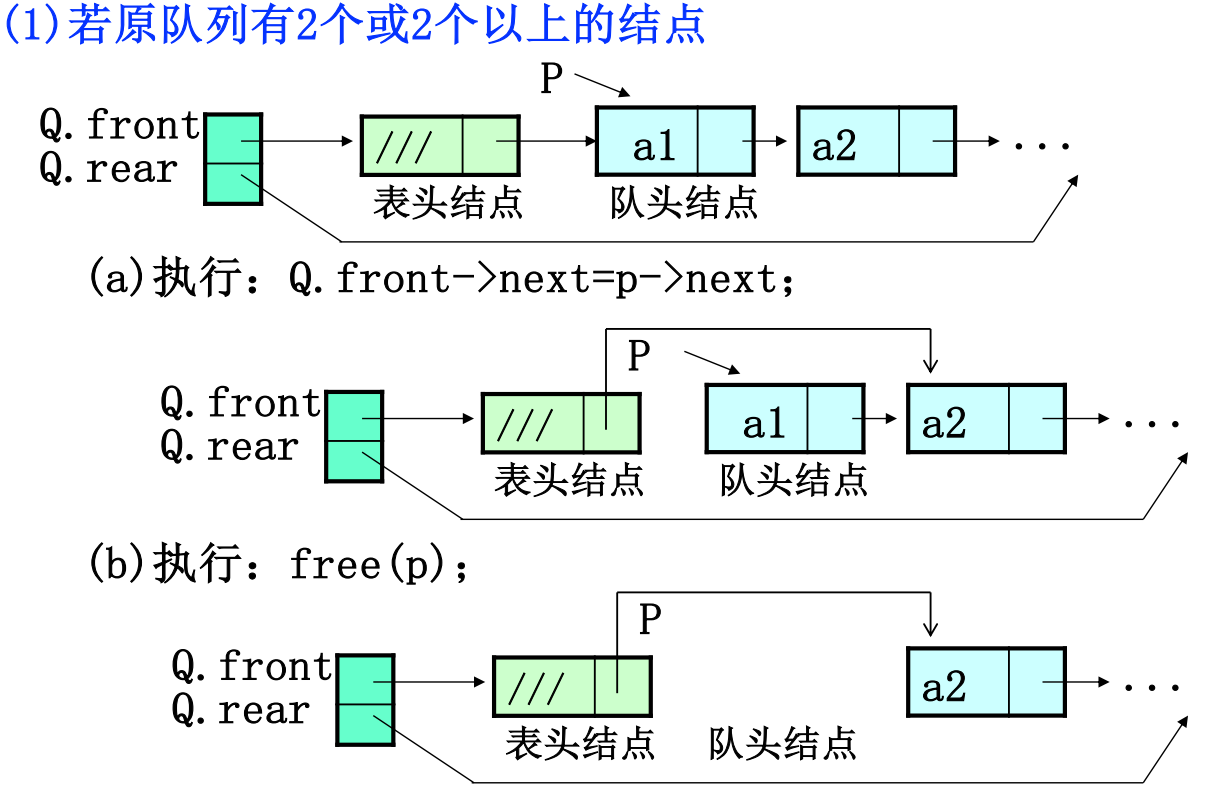 (1)若原队列有2个或2个以上的结点
P
Q.front
Q.rear
/// a1 a2 ...
表头结点 队头结点
(a)执行：Q.front->next=p->next;
P
Q.front
Q.rear
/// a1 a2 ...
表头结点 队头结点
(b)执行：free(p);
P
Q.front
Q.rear
/// a2 ...
表头结点 队头结点